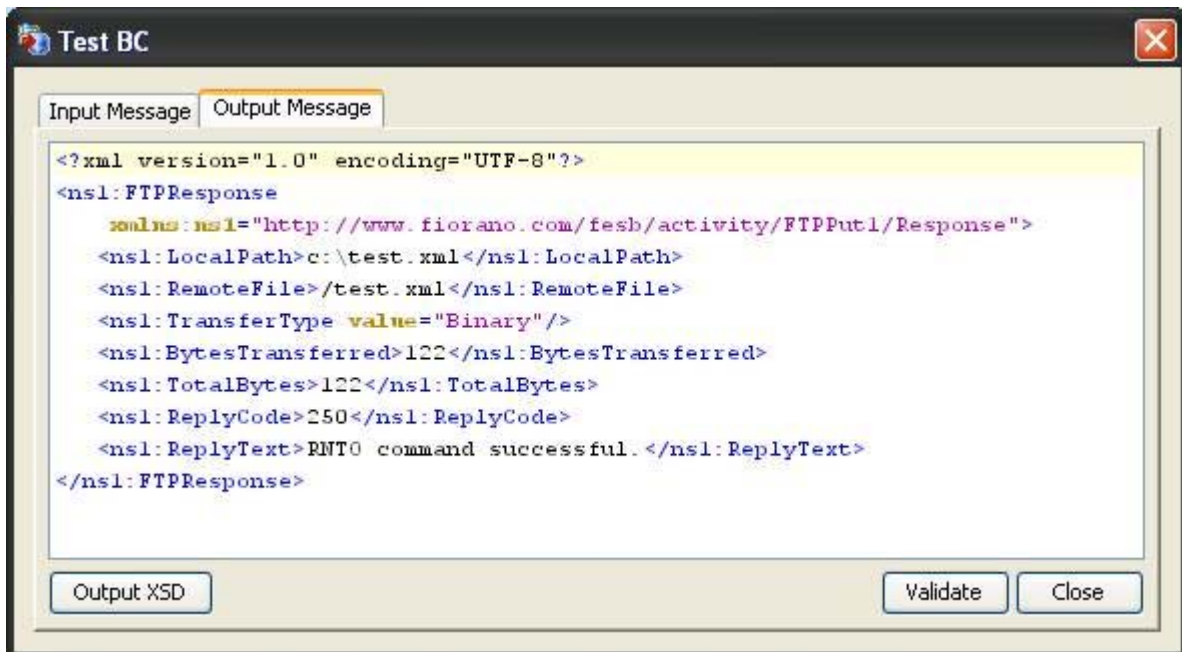 Test BC
Input Message Output Message
<?xml version="1.0" encoding="UTF-8"?>
<ns1:FTPResponse
xmlns:ns1="http://www.fiorano.com/fesb/activity/FTPPut1/Response">
<ns1:LocalPath>c:\test.xml</ns1:LocalPath>
<ns1:RemoteFile>/test.xml</ns1:RemoteFile>
<ns1:TransferType value="Binary"/>
<ns1:BytesTransferred>122</ns1:BytesTransferred>
<ns1:TotalBytes>122</ns1:TotalBytes>
<ns1:ReplyCode>250</ns1:ReplyCode>
<ns1:ReplyText>RNTO command successful.</ns1:ReplyText>
</ns1:FTPResponse>
Output XSD Validate Close